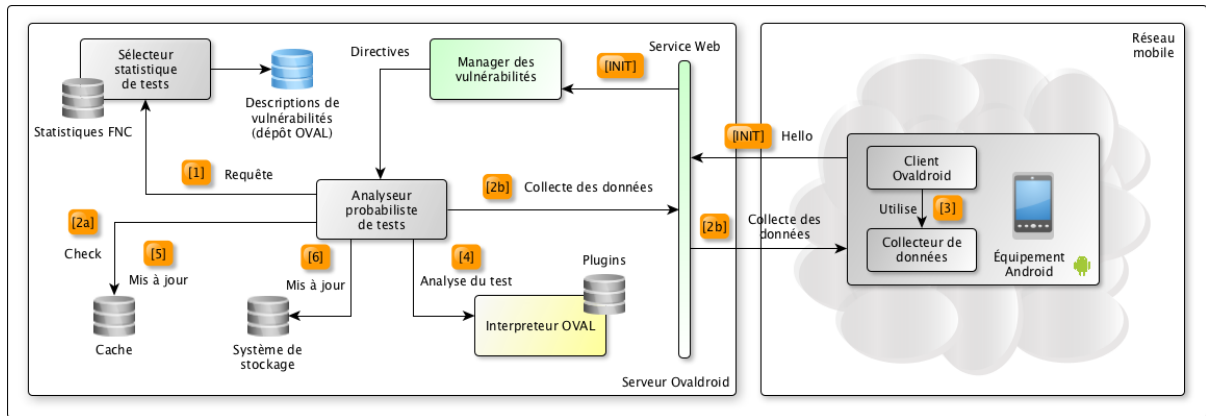 Sélecteur
statistique
de tests
Statistiques FNC
Descriptions de
vulnérabilités
(dépôt OVAL)
Directives
Manager des
vulnérabilités
[INIT]
Service Web
[1] Requête
Analyseur
probabiliste
de tests
[2b] Collecte des données
[2a]
Check
[5]
Mis à jour
Cache
[6]
Mis à jour
Système de
stockage
[4]
Analyse du test
Plugins
Interpreteur OVAL
Serveur Ovaldroid
Réseau
mobile
[INIT] Hello
Client
Ovaldroid
Utilise [3]
[2b] Collecte des
données
Collecteur de
données
Équipement
Android